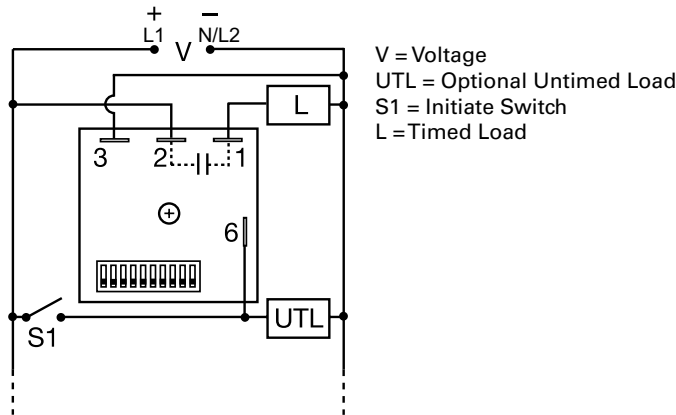 + –
L1 V N/L2
V = Voltage
UTL = Optional Untimed Load
S1 = Initiate Switch
L = Timed Load
L
3 2 1
6
UTL
S1